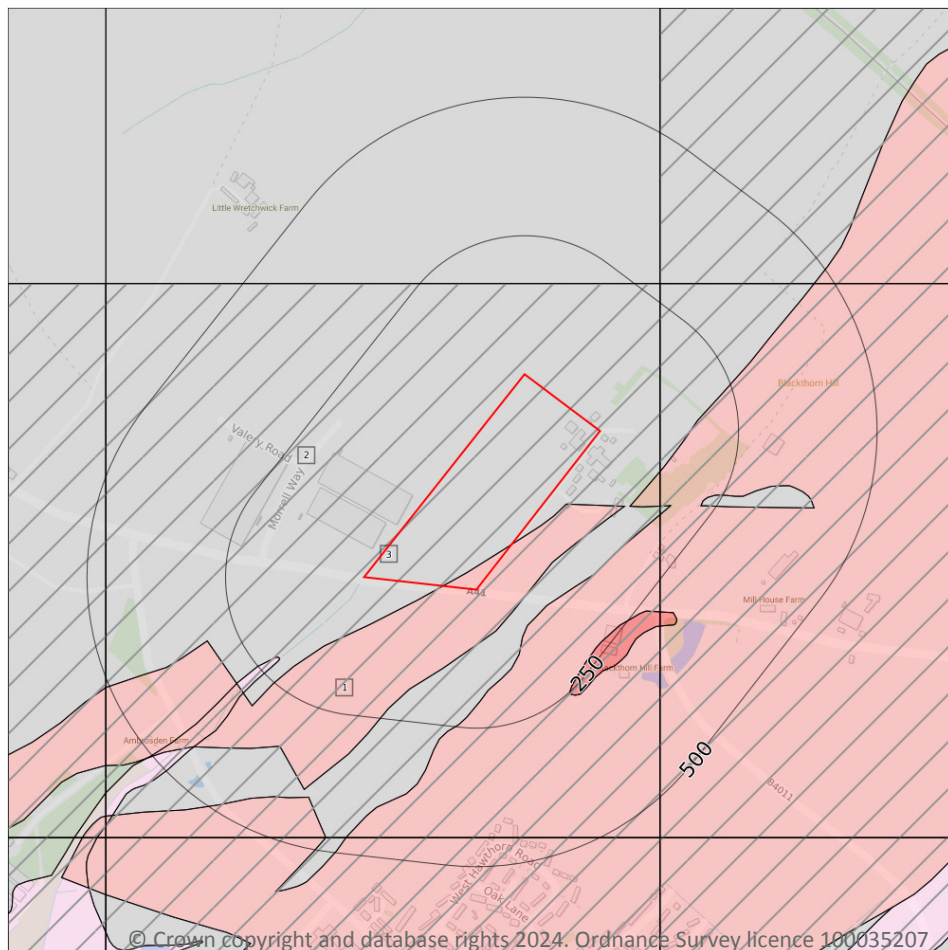 Little Wretchwick Farm
Blackthorn Hill
Valery Road
2
Morrell Way
3
A41
Mill House Farm
250
ckthorn Hill Farm
1
Ambrosden Farm
500
B4011
West Hawthorn Road
Oak Lane
© Crown copyright and database rights 2024. Ordnance Survey licence 100035207